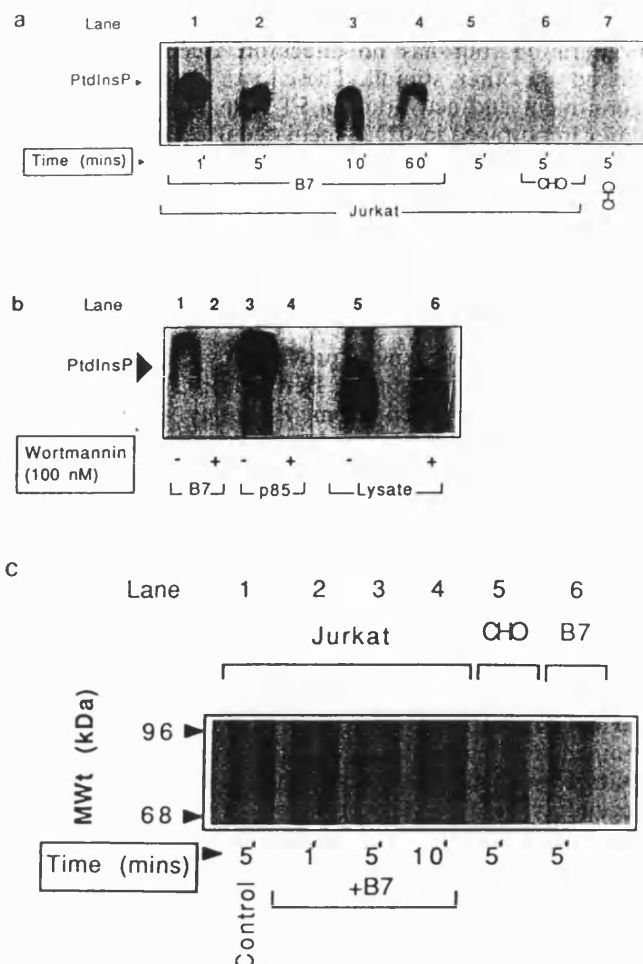 a
Lane 1 2 3 4 5 6 7
PtdInsP
Time (mins) 1' 5' 10' 60' 5' 5' 5'
B7 CHO CHO
Jurkat
b
Lane 1 2 3 4 5 6
PtdInsP
Wortmannin - + - + - +
(100 nM) B7 p85 Lysate
c
Lane 1 2 3 4 5 6
Jurkat CHO B7
MWt (kDa)
96
68
Time (mins) 5' 1' 5' 10' 5' 5'
Control +B7